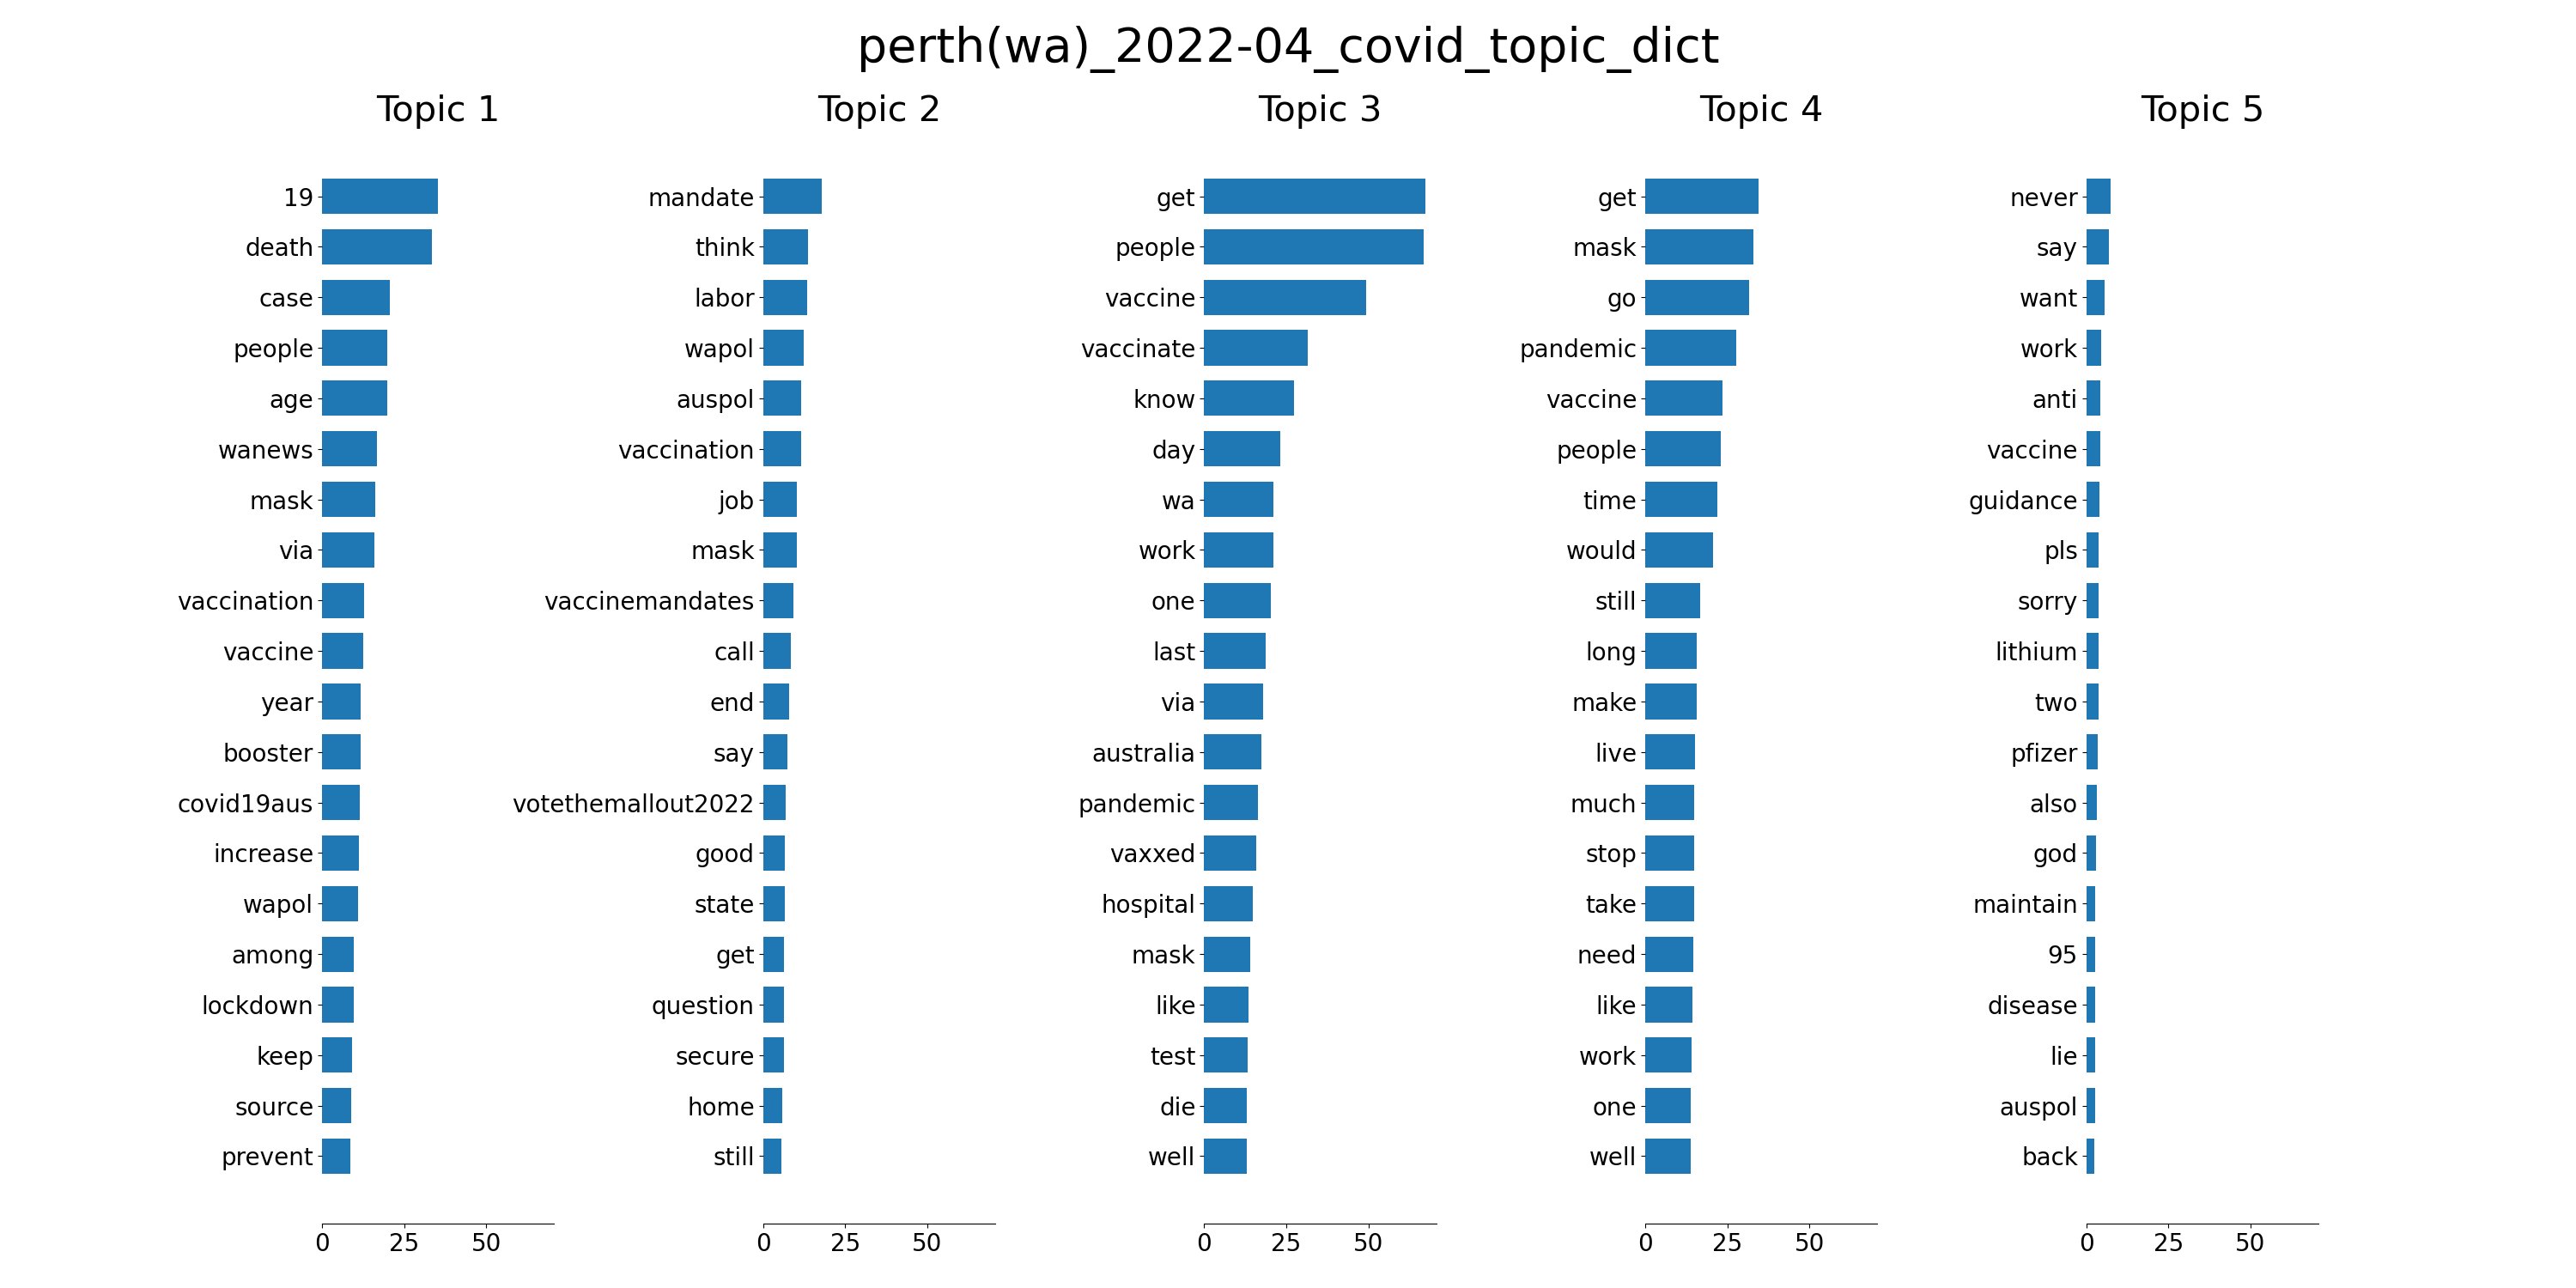 perth(wa)_2022-04_covid_topic_dict
Topic 1
19
death
case
people
age
wanews
mask
via
vaccination
vaccine
year
booster
covid19aus
increase
wapol
among
lockdown
keep
source
prevent
0 25 50
Topic 2
mandate
think
labor
wapol
auspol
vaccination
job
mask
vaccinemandates
call
end
say
votethemallout2022
good
state
get
question
secure
home
still
0 25 50
Topic 3
get
people
vaccine
vaccinate
know
day
wa
work
one
last
via
australia
pandemic
vaxxed
hospital
mask
like
test
die
well
0 25 50
Topic 4
get
mask
go
pandemic
vaccine
people
time
would
still
long
make
live
much
stop
take
need
like
work
one
well
0 25 50
Topic 5
never
say
want
work
anti
vaccine
guidance
pls
sorry
lithium
two
pfizer
also
god
maintain
95
disease
lie
auspol
back
0 25 50